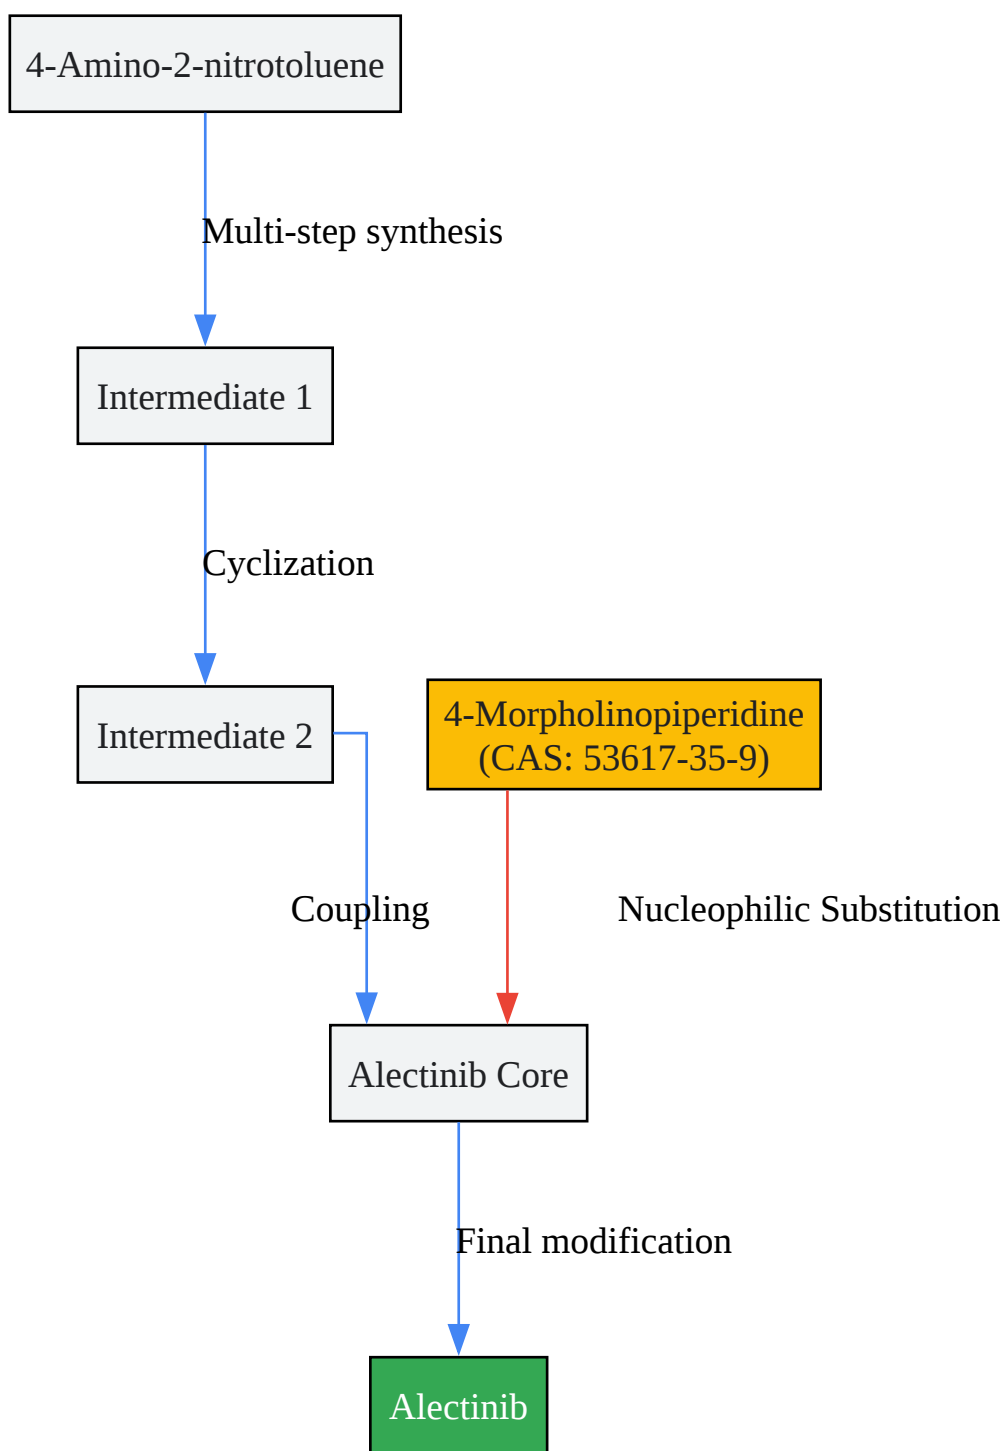 4-Amino-2-nitrotoluene
Multi-step synthesis
Intermediate 1
Cyclization
Intermediate 2
4-Morpholinopiperidine
(CAS: 53617-35-9)
Coupling
Nucleophilic Substitution
Alectinib Core
Final modification
Alectinib